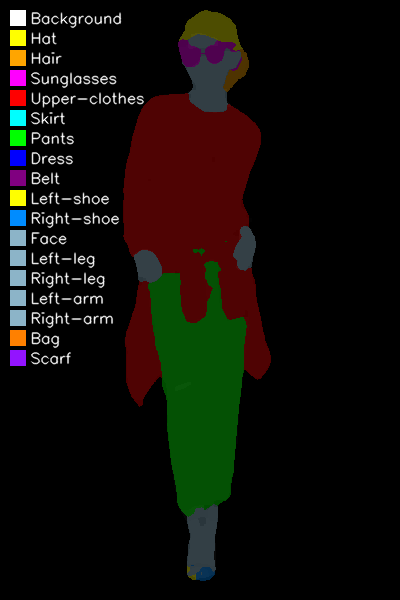 Background
Hat
Hair
Sunglasses
Upper-clothes
Skirt
Pants
Dress
Belt
Left-shoe
Right-shoe
Face
Left-leg
Right-leg
Left-arm
Right-arm
Bag
Scarf